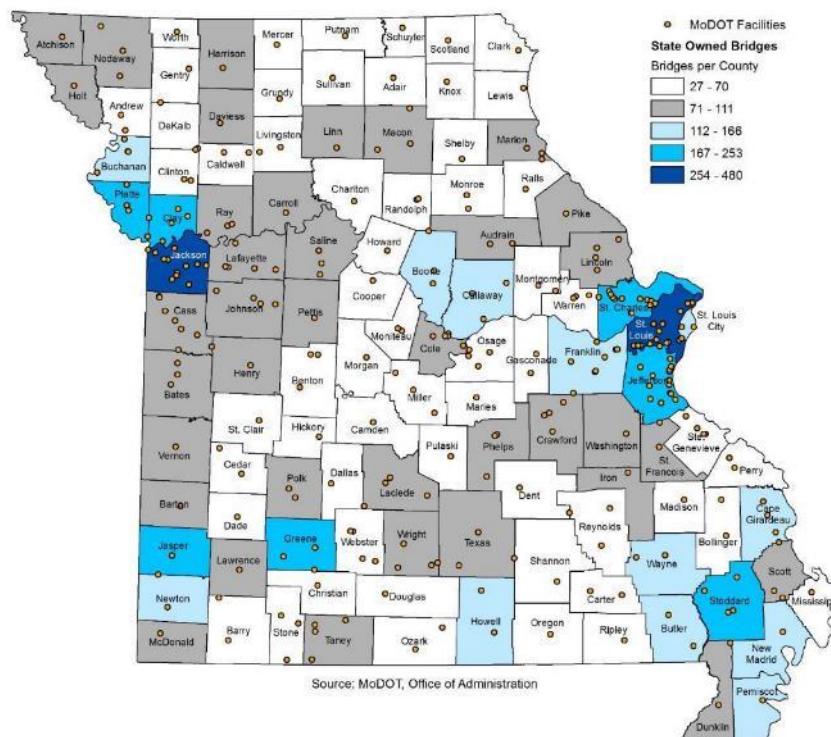 MoDOT Facilities
State Owned Bridges
Bridges per County
27 - 70
71 - 111
112 - 166
167 - 253
254 - 480
Atchison
Nodaway
Worth
Harrison
Mercer
Putnam
Schuyler
Scotland
Clark
Holt
Gentry
Sullivan
Adair
Knox
Lewis
Andrew
DeKalb
Daviess
Grundy
Livingston
Linn
Macon
Shelby
Marion
Buchanan
Clinton
Caldwell
Chariton
Randolph
Monroe
Ralls
Platte
Clay
Ray
Carroll
Pike
Jackson
Lafayette
Saline
Howard
Boone
Audrain
Callaway
Montgomery
Lincoln
Warren
St. Charles
St. Louis
City
St.
Louis
Cass
Johnson
Pettis
Cooper
Moniteau
Cole
Osage
Gasconade
Franklin
Jefferson
Bates
Henry
Benton
Morgan
Miller
Maries
St. Clair
Hickory
Camden
Pulaski
Phelps
Crawford
Washington
St.
Francois
Ste.
Genevieve
Perry
Vernon
Cedar
Polk
Dallas
Laclede
Dent
Iron
Madison
Cape
Girardeau
Barton
Dade
Greene
Webster
Wright
Texas
Reynolds
Bollinger
Jasper
Lawrence
Shannon
Wayne
Scott
Mississippi
Newton
Christian
Douglas
Howell
Carter
Stoddard
McDonald
Barry
Stone
Taney
Ozark
Oregon
Ripley
Butler
New
Madrid
Pemiscot
Dunklin
Source: MoDOT, Office of Administration